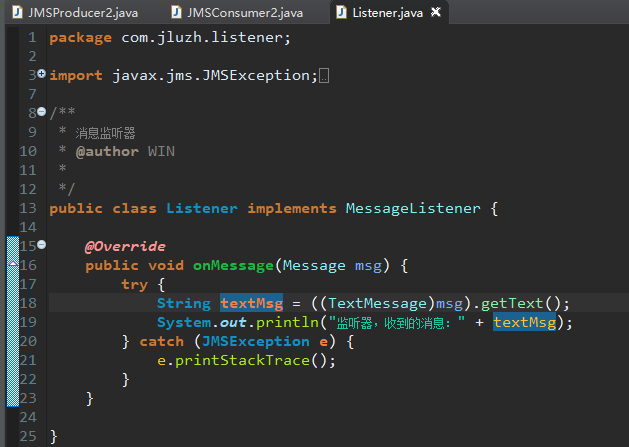 JMSProducer2.java JMSConsumer2.java Listener.java
1 package com.jluzh.listener;
2
3 import javax.jms.JMSException;
7
8 /**
9 * 消息监听器
10 * @author WIN
11 *
12 */
13 public class Listener implements MessageListener {
14
15 @Override
16 public void onMessage(Message msg) {
17 try {
18 String textMsg = ((TextMessage)msg).getText();
19 System.out.println("监听器，收到的消息：" + textMsg);
20 } catch (JMSException e) {
21 e.printStackTrace();
22 }
23 }
24
25 }